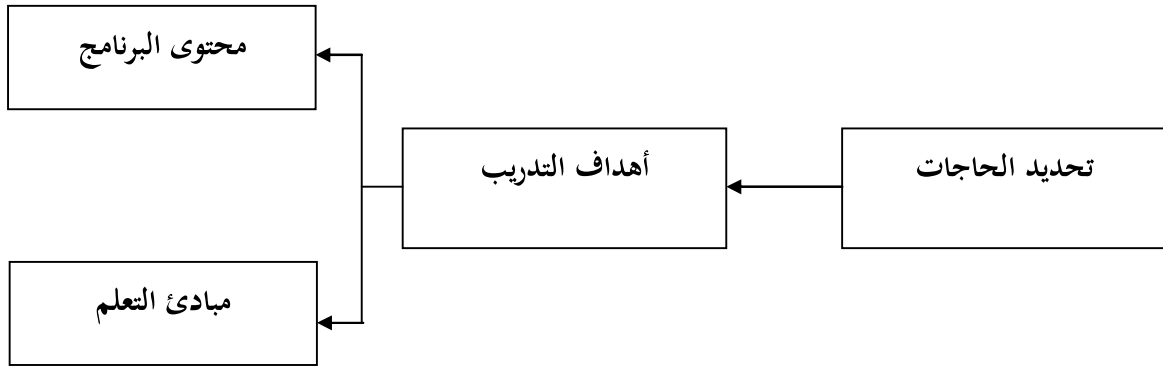 تحديد الحاجات
أهداف التدريب
محتوى البرنامج
مبادئ التعلم